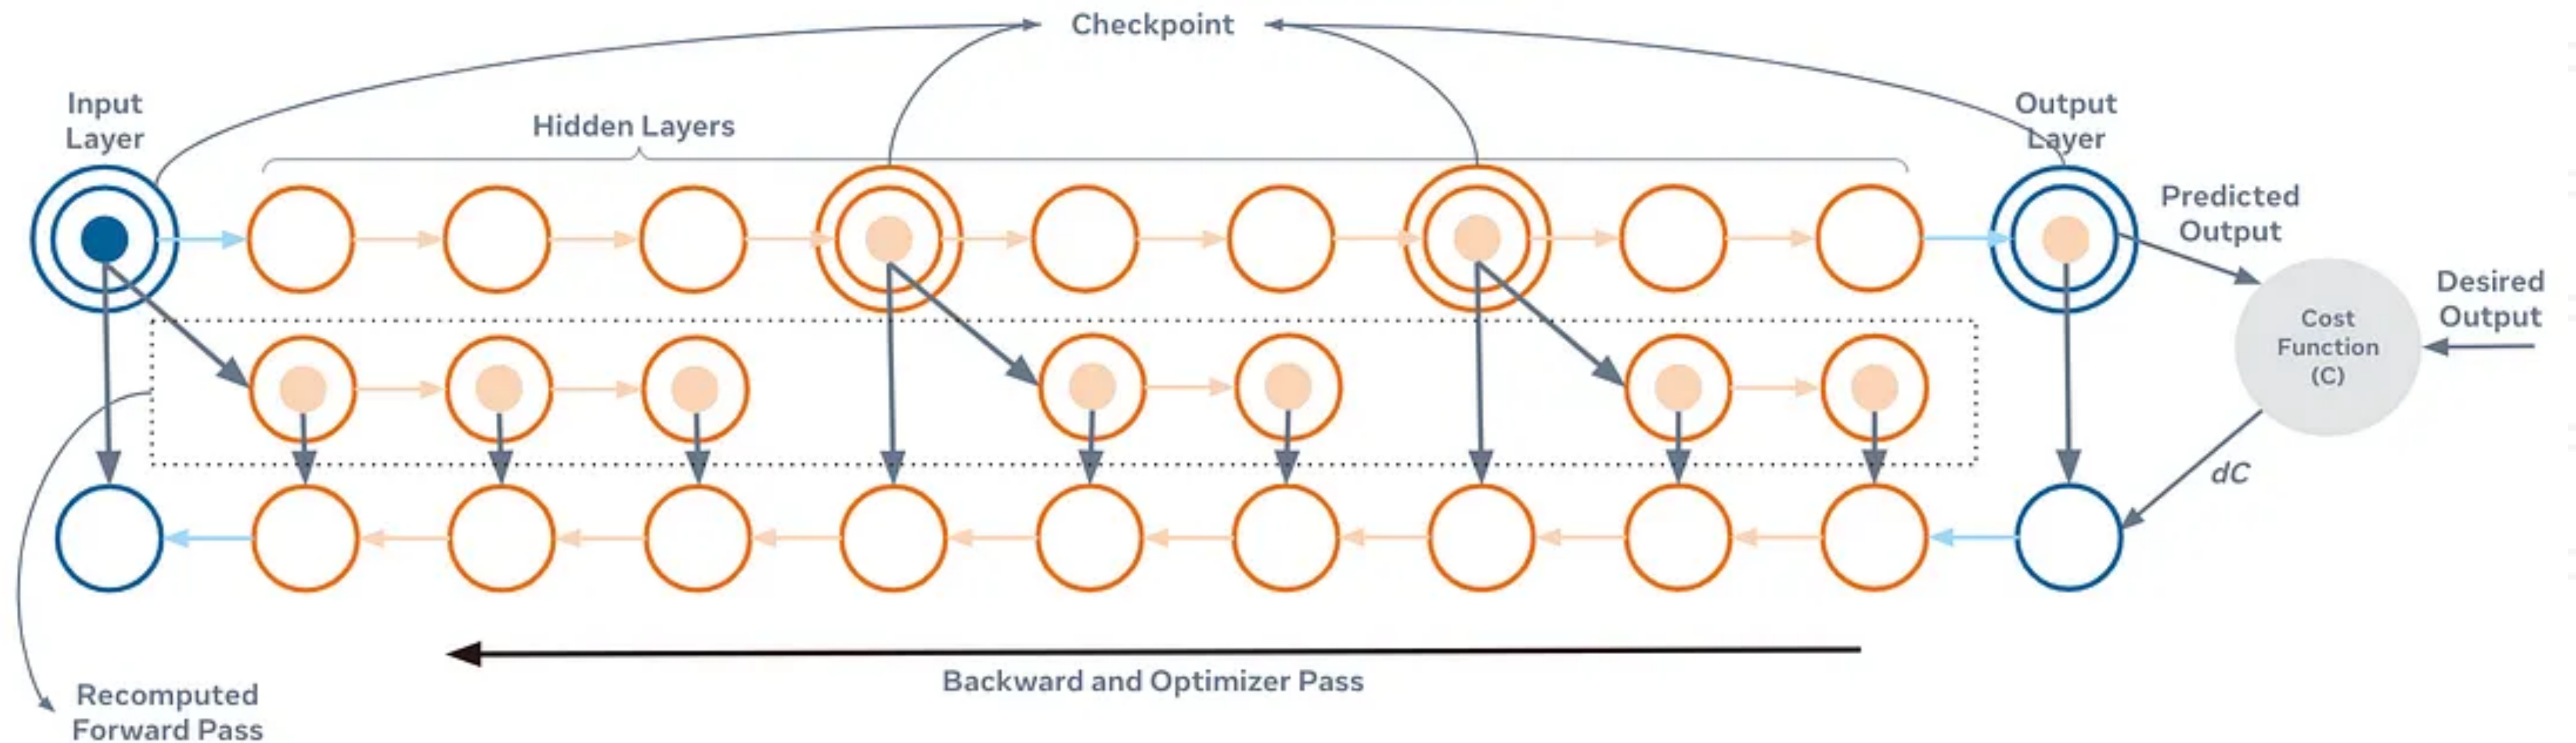 Checkpoint
Input
Layer
Hidden Layers
Output
Layer
Predicted
Output
Desired
Output
Cost
Function
(C)
dC
Backward and Optimizer Pass
Recomputed
Forward Pass